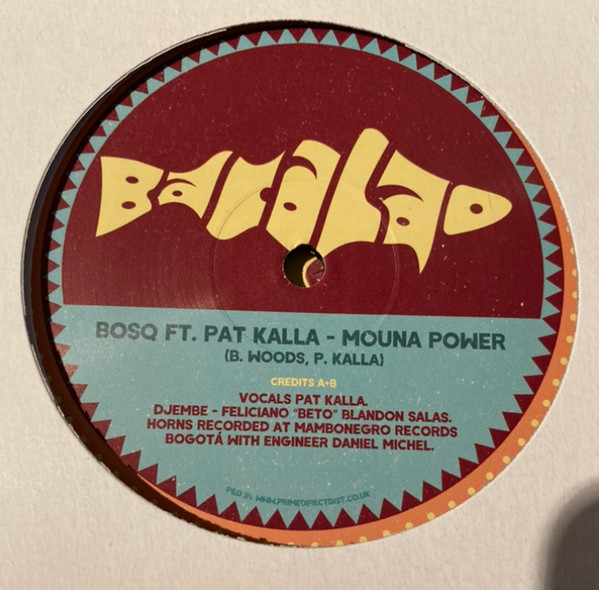 Bacalao
BOSQ FT. PAT KALLA - MOUNA POWER
(B. WOODS, P. KALLA)
CREDITS A+B
VOCALS PAT KALLA.
DJEMBE - FELICIANO "BETO" BLANDON SALAS.
HORNS RECORDED AT MAMBONEGRO RECORDS
BOGOTÁ WITH ENGINEER DANIEL MICHEL.
P&D BY WWW.PRIMEDIRECTDIST.CO.UK